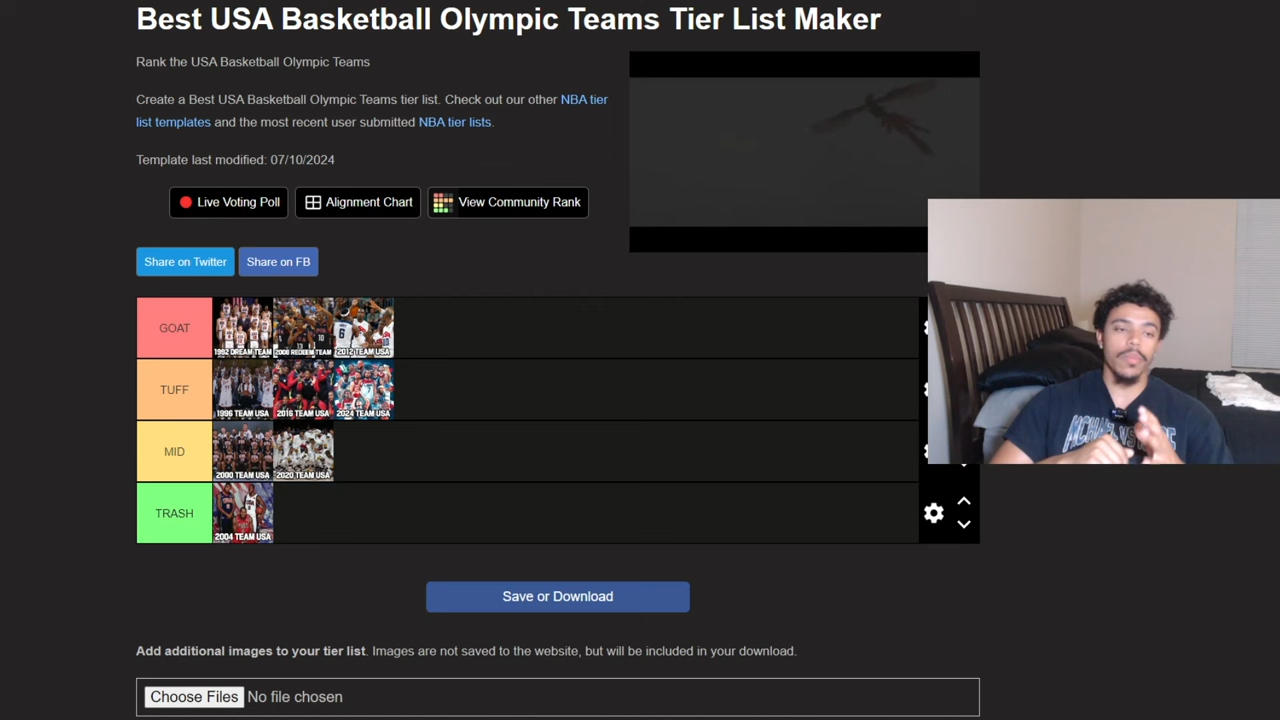 Best USA Basketball Olympic Teams Tier List Maker
Rank the USA Basketball Olympic Teams
Create a Best USA Basketball Olympic Teams tier list. Check out our other NBA tier
list templates and the most recent user submitted NBA tier lists.
Template last modified: 07/10/2024
Live Voting Poll
Alignment Chart
View Community Rank
Share on Twitter
Share on FB
GOAT
1992 DREAM TEAM
2008 REDEEM TEAM
2012 TEAM USA
TUFF
1996 TEAM USA
2016 TEAM USA
2024 TEAM USA
MID
2000 TEAM USA
2020 TEAM USA
TRASH
2004 TEAM USA
Save or Download
Add additional images to your tier list. Images are not saved to the website, but will be included in your download.
Choose Files No file chosen